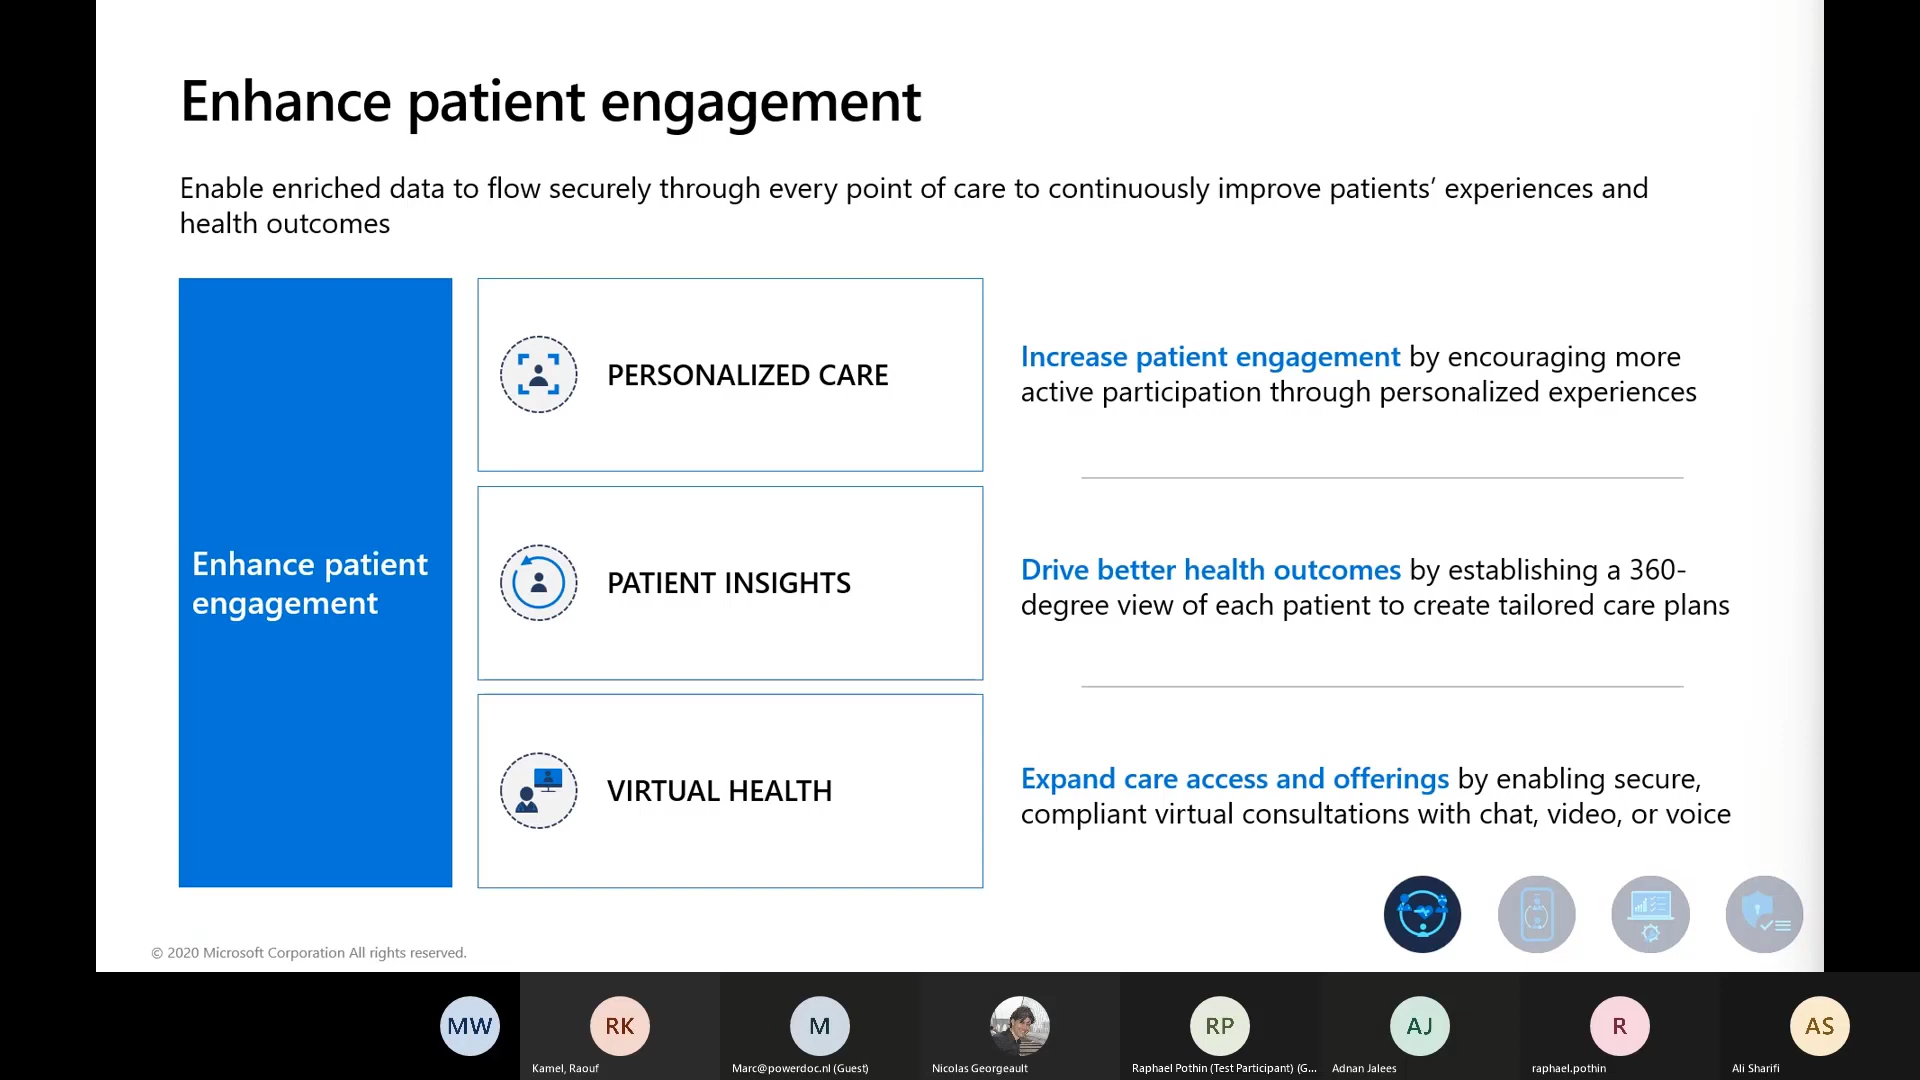 Enhance patient engagement
Enable enriched data to flow securely through every point of care to continuously improve patients’ experiences and
health outcomes
Enhance patient
engagement
PERSONALIZED CARE
Increase patient engagement by encouraging more
active participation through personalized experiences
PATIENT INSIGHTS
Drive better health outcomes by establishing a 360-
degree view of each patient to create tailored care plans
VIRTUAL HEALTH
Expand care access and offerings by enabling secure,
compliant virtual consultations with chat, video, or voice
© 2020 Microsoft Corporation All rights reserved.
MW
RK
Kamel, Raouf
M
Marc@powerdoc.nl (Guest)
Nicolas Georgeault
RP
Raphael Pothin (Test Participant) (G...
AJ
Adnan Jalees
R
raphael.pothin
AS
Ali Sharifi